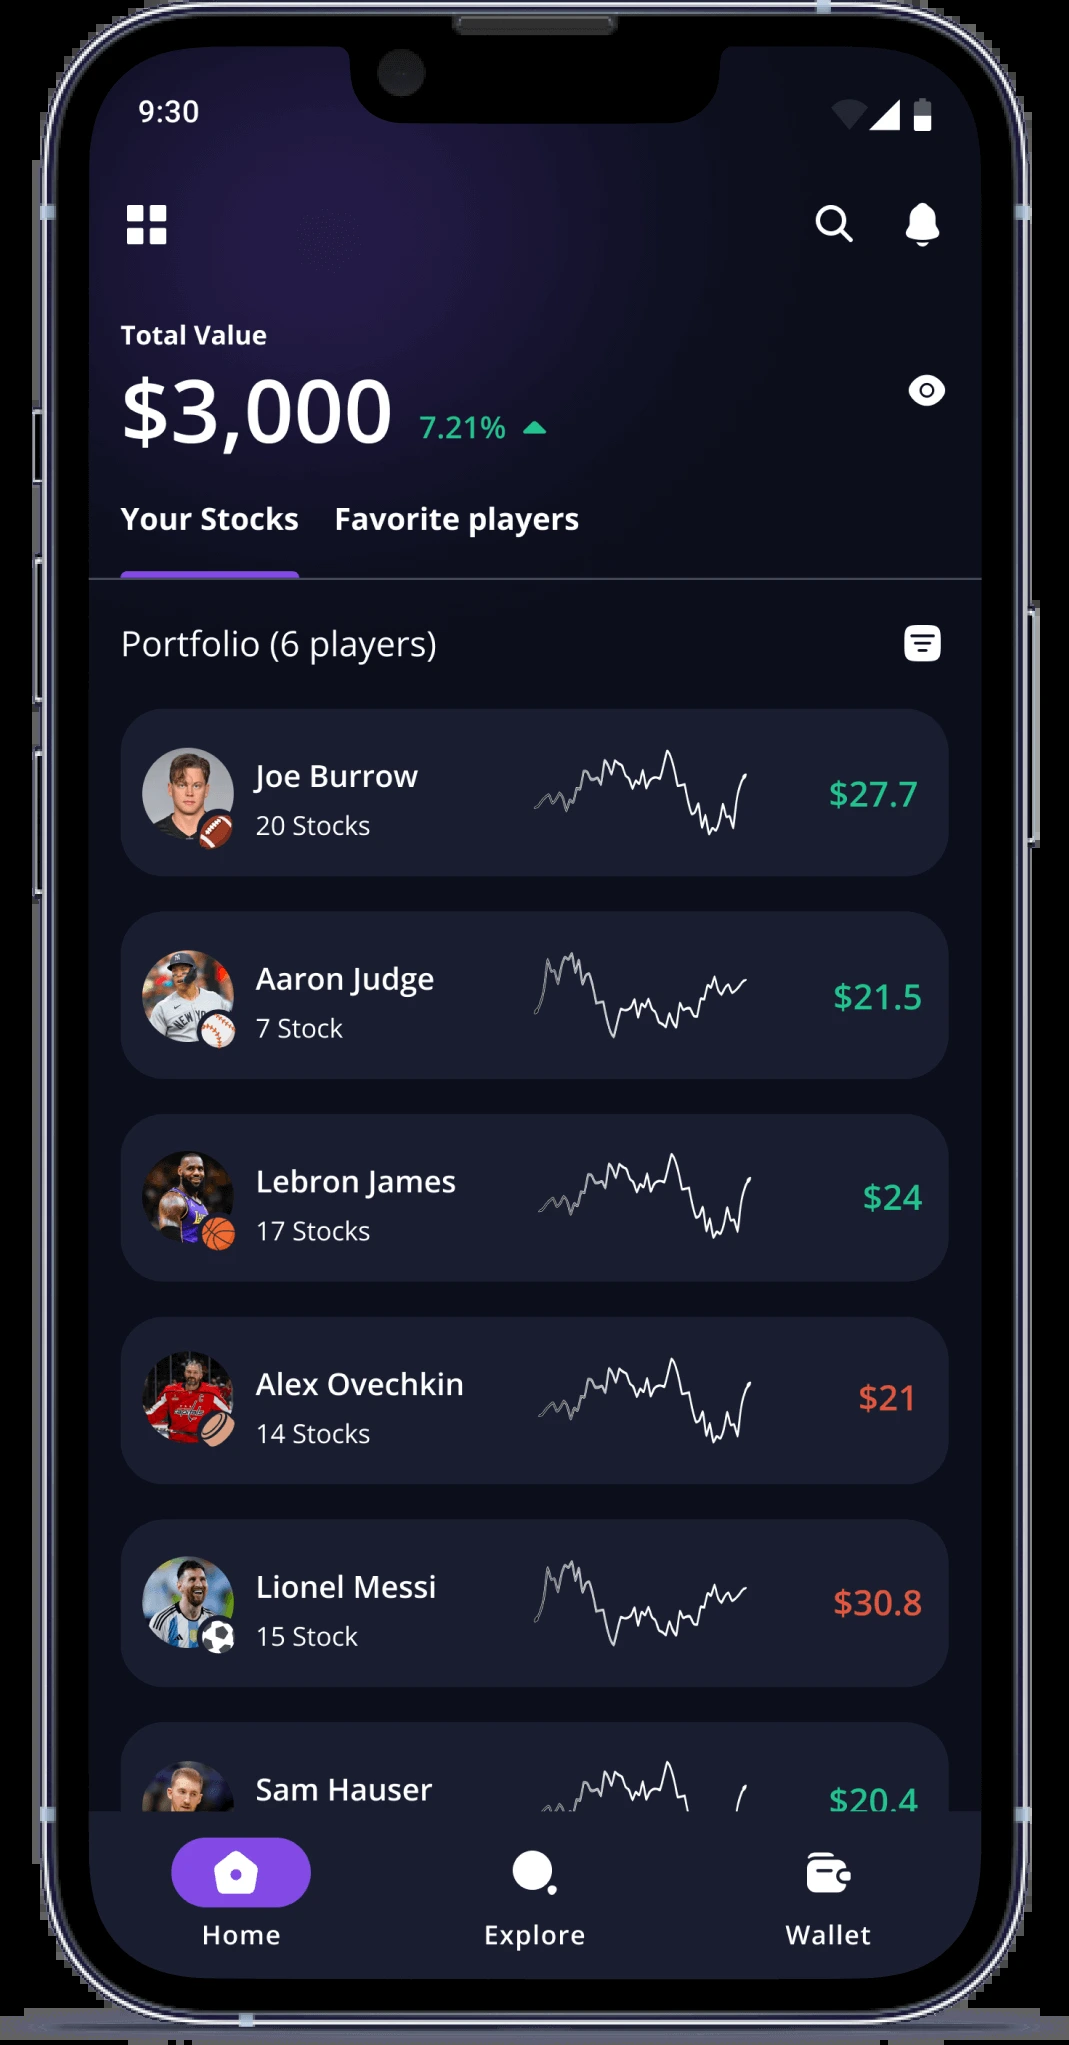 9:30
Total Value
$3,000 7.21%
Your Stocks Favorite players
Portfolio (6 players)
Joe Burrow
20 Stocks
$27.7
Aaron Judge
7 Stock
$21.5
Lebron James
17 Stocks
$24
Alex Ovechkin
14 Stocks
$21
Lionel Messi
15 Stock
$30.8
Sam Hauser
$20.4
Home Explore Wallet